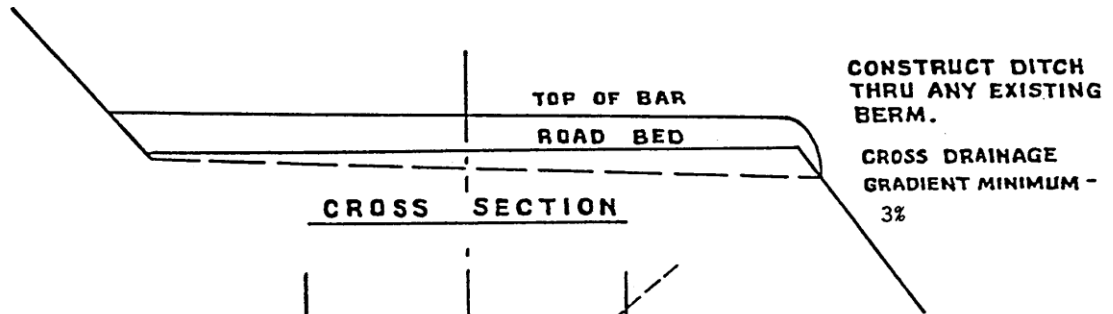 TOP OF BAR
ROAD BED
CROSS SECTION
CONSTRUCT DITCH
THRU ANY EXISTING
BERM.
CROSS DRAINAGE
GRADIENT MINIMUM -
3%